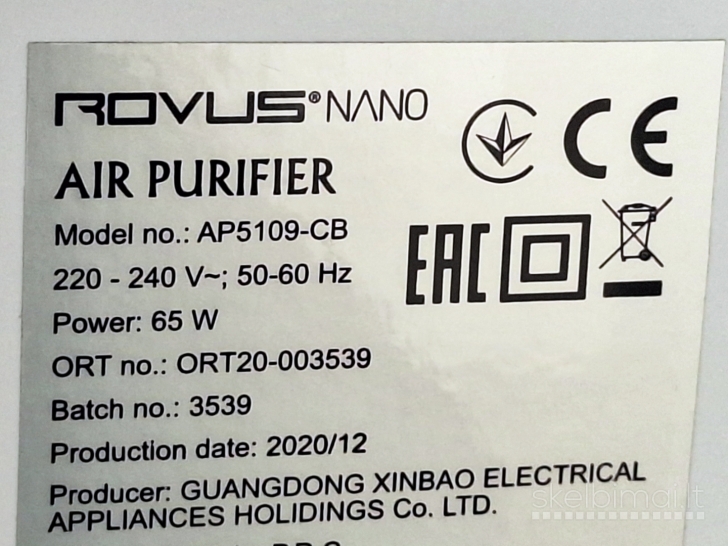 ROVUS® NANO
AIR PURIFIER
Model no.: AP5109-CB
220 - 240 V~; 50-60 Hz
Power: 65 W
ORT no.: ORT20-003539
Batch no.: 3539
Production date: 2020/12
Producer: GUANGDONG XINBAO ELECTRICAL
APPLIANCES HOLIDINGS Co. LTD.
CE
EAC
skelbimai.lt